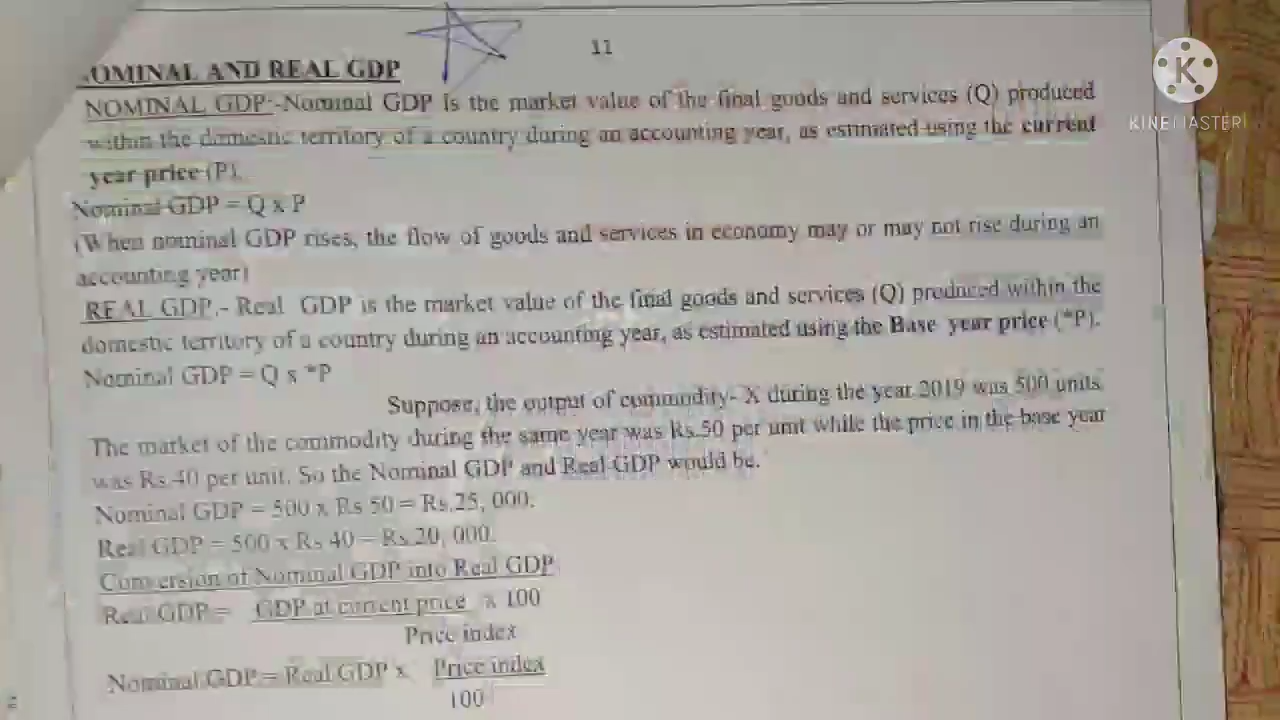 11
OMINAL AND REAL GDP
NOMINAL GDP:-Nominal GDP is the market value of the final goods and services (Q) produced
within the domestic territory of a country during an accounting year, as estimated using the current
year price (P).
Nominal GDP = Q x P
(When nominal GDP rises, the flow of goods and services in economy may or may not rise during an
accounting year)
REAL GDP.- Real GDP is the market value of the final goods and services (Q) produced within the
domestic territory of a country during an accounting year, as estimated using the Base year price (*P).
Nominal GDP = Q x *P
Suppose, the output of commodity- X during the year 2019 was 500 units.
The market of the commodity during the same year was Rs.50 per unit while the price in the base year
was Rs.40 per unit. So the Nominal GDP and Real GDP would be.
Nominal GDP = 500 x Rs 50 = Rs.25, 000.
Real GDP = 500 x Rs 40 = Rs.20, 000.
Conversion of Nominal GDP into Real GDP
Real GDP = GDP at current price x 100
Price index
Nominal GDP = Real GDP x Price index
100
KINEMASTER